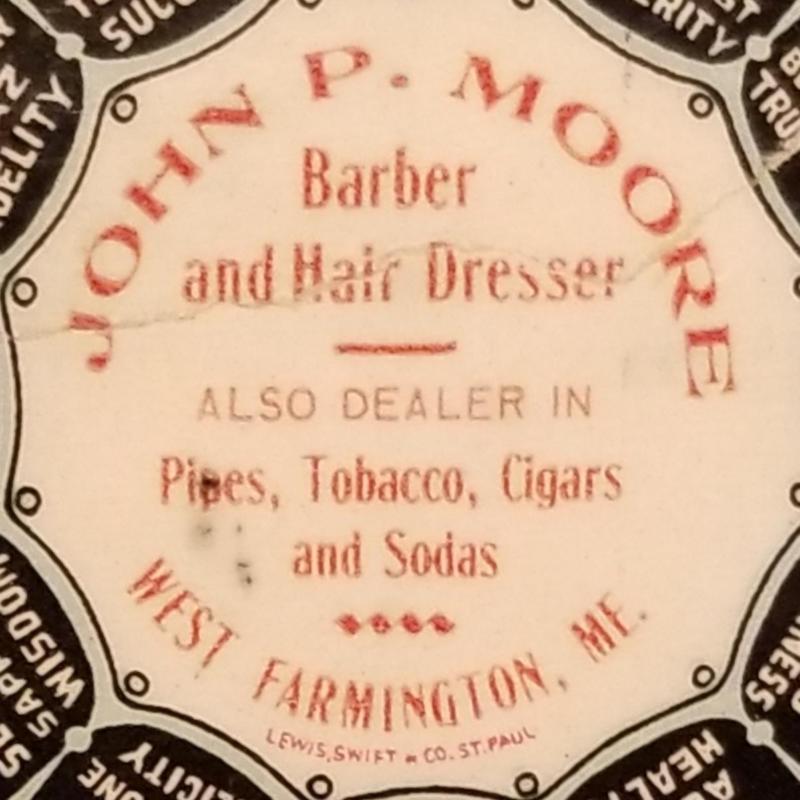 JOHN P. MOORE
Barber
and Hair Dresser
ALSO DEALER IN
Pipes, Tobacco, Cigars
and Sodas
WEST FARMINGTON, ME.
LEWIS, SWIFT & CO. ST. PAUL
WISDOM